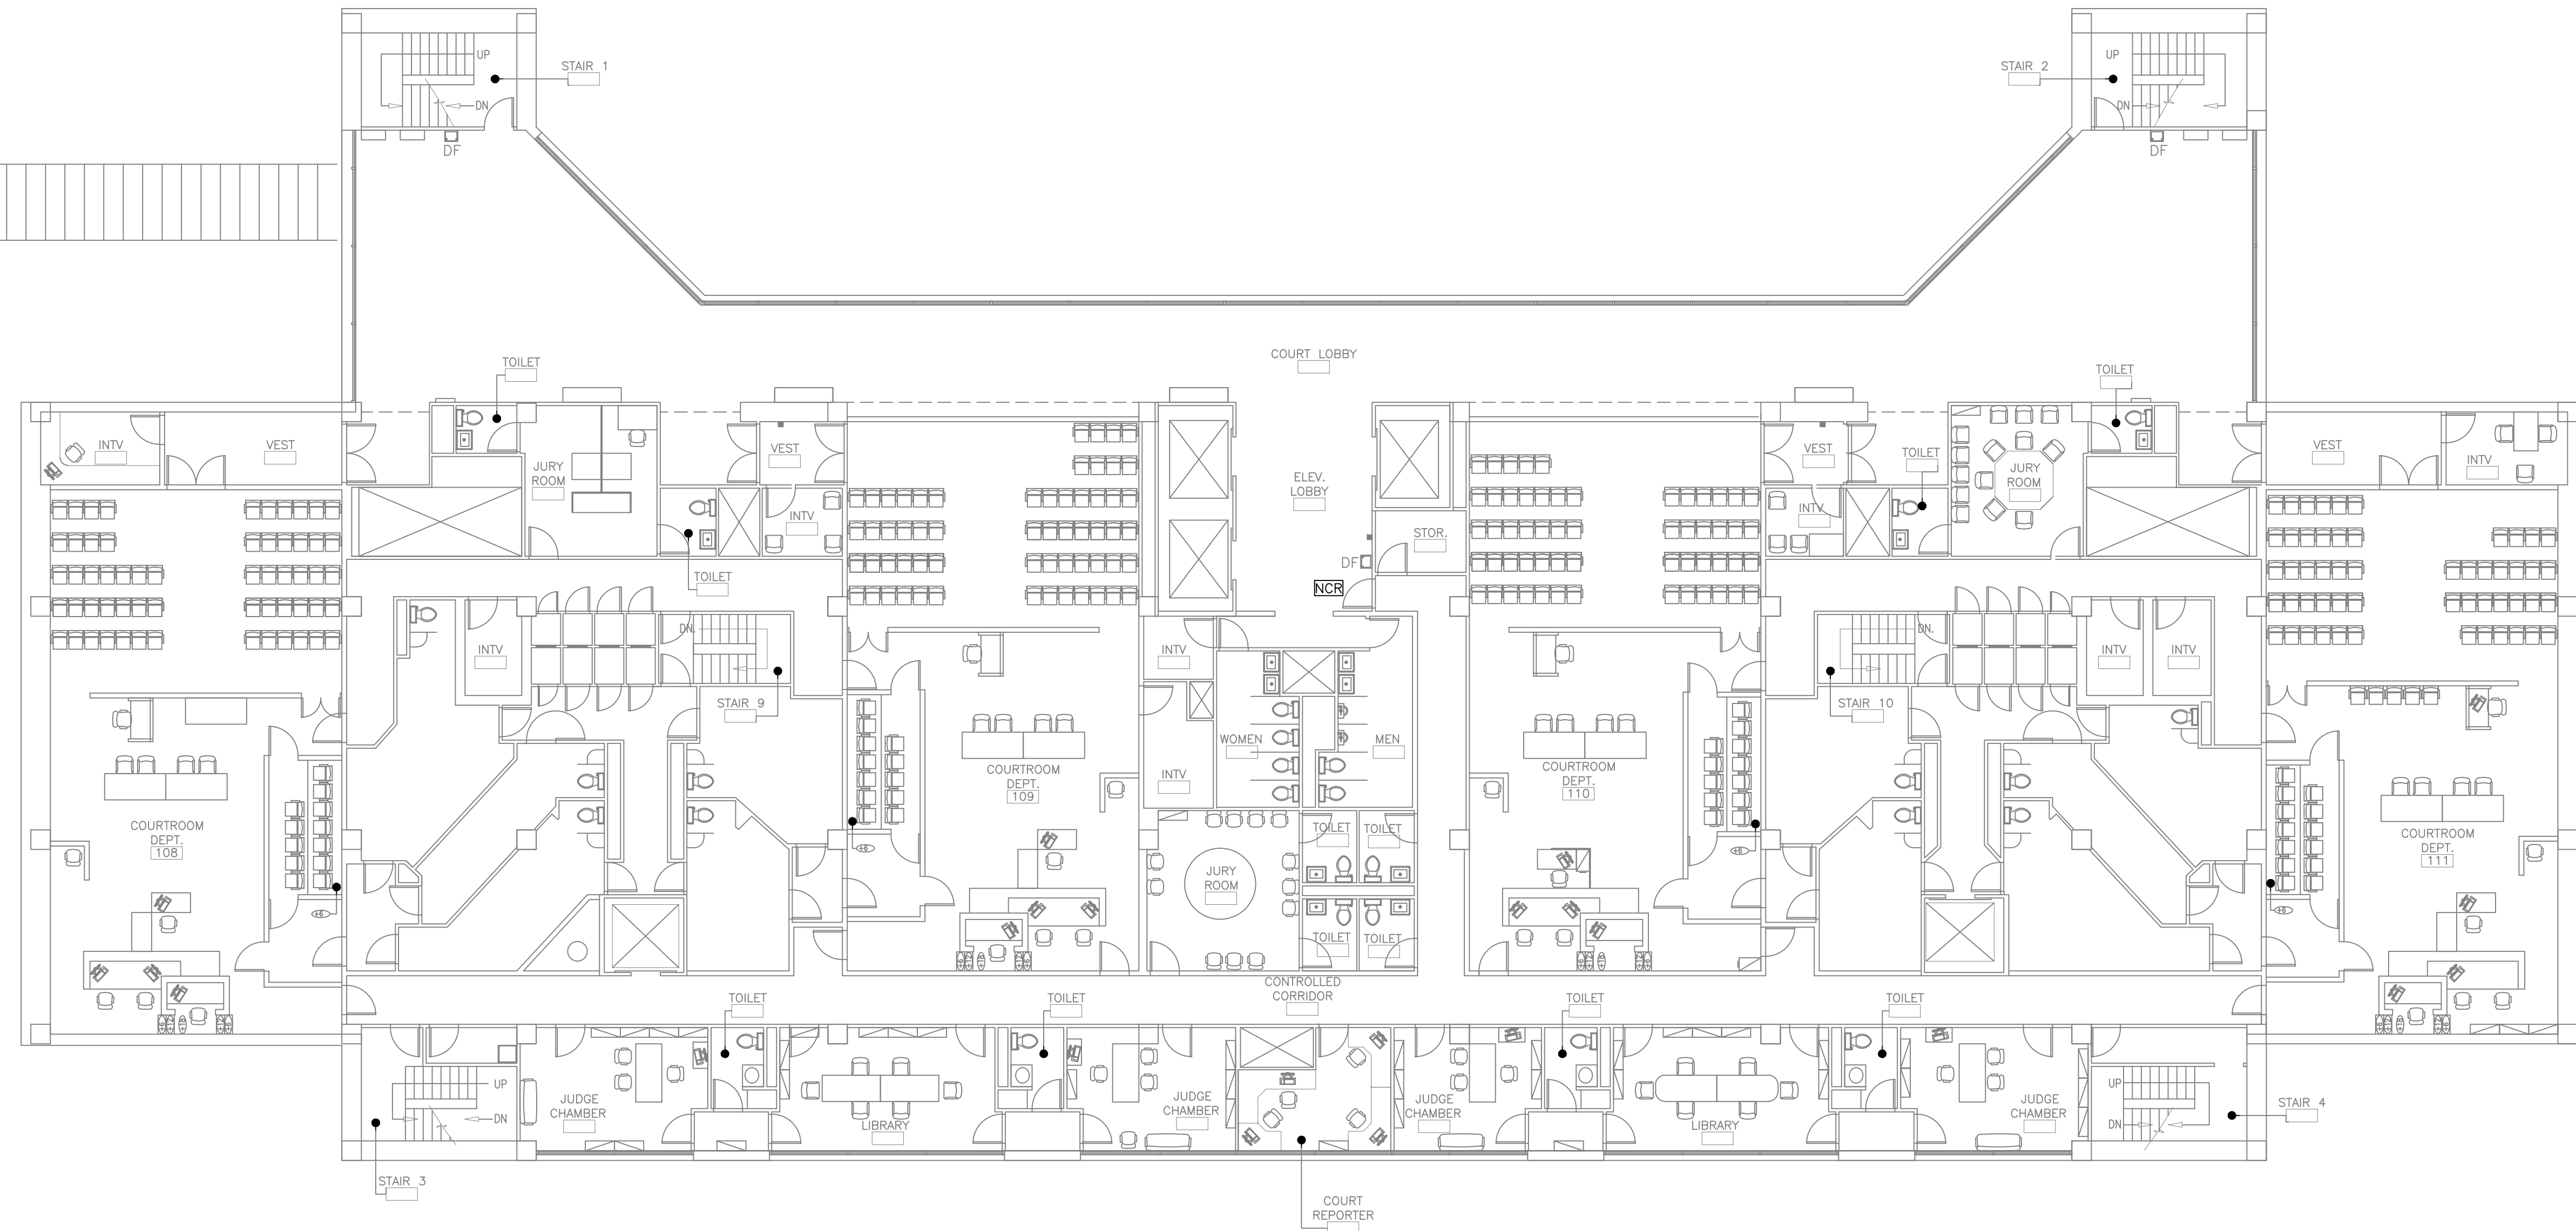 UP
STAIR 1
DN
DF
STAIR 2
UP
DN
DF
COURT LOBBY
TOILET
TOILET
INTV
VEST
JURY
ROOM
VEST
INTV
TOILET
ELEV.
LOBBY
STOR.
DF
NCR
VEST
INTV
TOILET
JURY
ROOM
VEST
INTV
INTV
DN.
STAIR 9
INTV
INTV
WOMEN
MEN
DN.
STAIR 10
INTV
INTV
COURTROOM
DEPT.
108
+6
COURTROOM
DEPT.
109
+6
COURTROOM
DEPT.
110
+6
COURTROOM
DEPT.
111
+6
JURY
ROOM
TOILET
TOILET
TOILET
TOILET
CONTROLLED
CORRIDOR
TOILET
TOILET
TOILET
TOILET
UP
DN
JUDGE
CHAMBER
LIBRARY
JUDGE
CHAMBER
JUDGE
CHAMBER
LIBRARY
JUDGE
CHAMBER
UP
DN
STAIR 4
STAIR 3
COURT
REPORTER